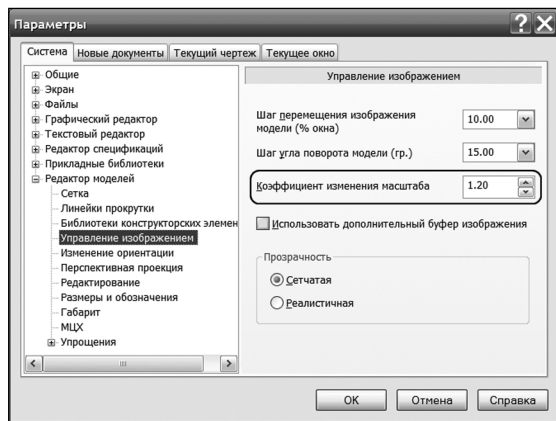 Параметры
Система Новые документы Текущий чертеж Текущее окно
Общие
Экран
Файлы
Графический редактор
Текстовый редактор
Редактор спецификаций
Прикладные библиотеки
Редактор моделей
Сетка
Линейки прокрутки
Библиотеки конструкторских элемен
Управление изображением
Изменение ориентации
Перспективная проекция
Редактирование
Размеры и обозначения
Габарит
МЦХ
Упрощения
Управление изображением
Шаг перемещения изображения
модели (% окна)
10.00
Шаг угла поворота модели (гр.)
15.00
Коэффициент изменения масштаба
1.20
Использовать дополнительный буфер изображения
Прозрачность
Сетчатая
Реалистичная
OK Отмена Справка